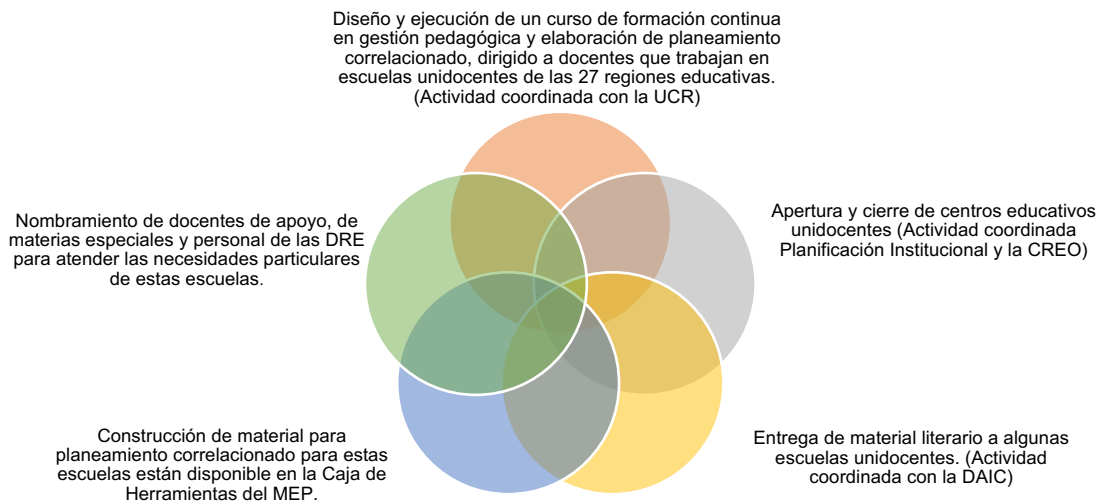 Diseño y ejecución de un curso de formación continua
en gestión pedagógica y elaboración de planeamiento
correlacionado, dirigido a docentes que trabajan en
escuelas unidocentes de las 27 regiones educativas.
(Actividad coordinada con la UCR)
Nombramiento de docentes de apoyo, de
materias especiales y personal de las DRE
para atender las necesidades particulares
de estas escuelas.
Apertura y cierre de centros educativos
unidocentes (Actividad coordinada
Planificación Institucional y la CREO)
Construcción de material para
planeamiento correlacionado para estas
escuelas están disponible en la Caja de
Herramientas del MEP.
Entrega de material literario a algunas
escuelas unidocentes. (Actividad
coordinada con la DAIC)